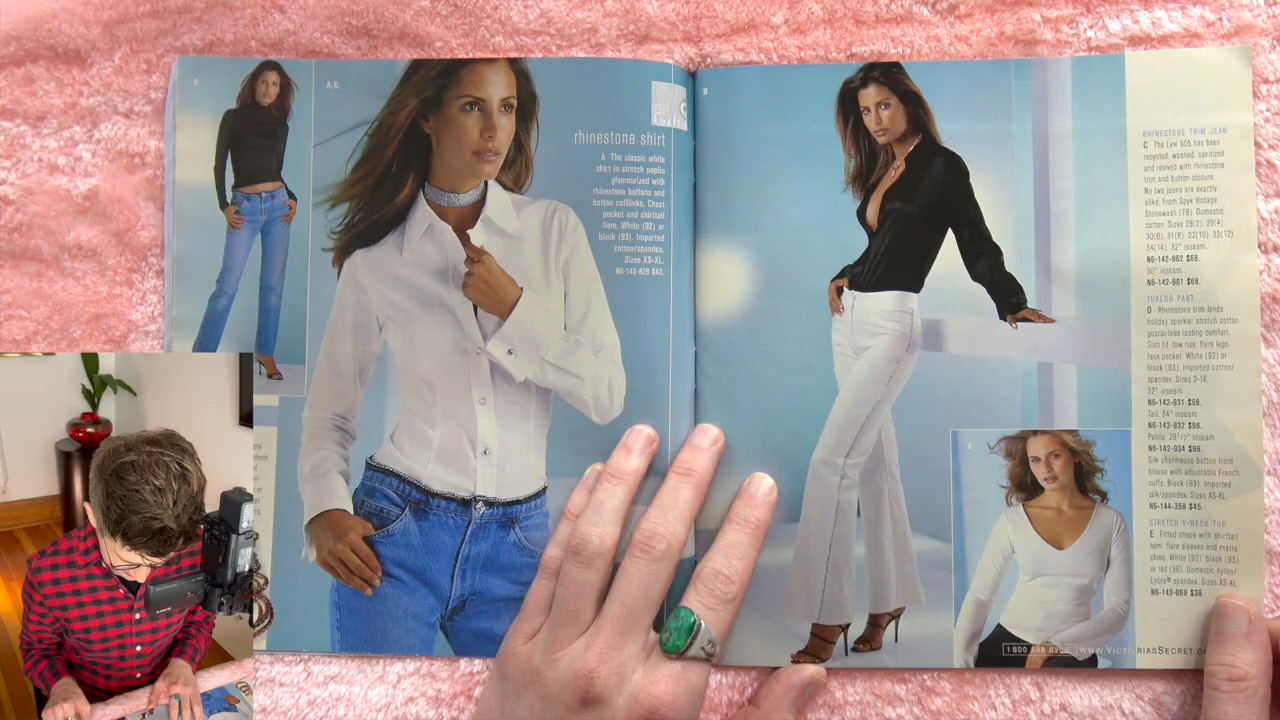 C
A,C
rhinestone shirt
A The classic white
shirt in stretch poplin
glamourized with
rhinestone buttons and
button cufflinks. Chest
pocket and shirttail
hem. White (92) or
black (93). Imported
cotton/spandex.
Sizes XS-XL.
N6-142-828 $42.
D
RHINESTONE TRIM JEAN
C The Levi 505 has been
recycled, washed, sanitized
and revived with rhinestone
trim and button closure.
No two jeans are exactly
alike. From Spyk Vintage.
Stonewash (78). Domestic
cotton. Sizes 28(2), 29(4),
30(6), 31(8), 32(10), 33(12),
34(14); 32" inseam.
N6-142-862 $68.
30" inseam.
N6-142-861 $68.
TUXEDO PANT
D Rhinestone trim lends
holiday sparkle; stretch cotton
guarantees lasting comfort.
Slim fit, low rise, flare legs,
faux pocket. White (92) or
black (93). Imported cotton/
spandex. Sizes 2-16.
32" inseam.
N6-142-931 $98.
Tall, 34" inseam.
N6-142-932 $98.
Petite, 29 1/2" inseam.
N6-142-934 $98.
Silk charmeuse button front
blouse with adjustable French
cuffs. Black (93). Imported
silk/spandex. Sizes XS-XL.
N6-144-358 $45.
STRETCH V-NECK TOP
E Fitted shape with shirttail
hem, flare sleeves and matte
shine. White (92), black (93)
or red (36). Domestic nylon/
Lycra® spandex. Sizes XS-XL.
N6-143-068 $38.
E
1 800 888 8200 www.VictoriasSecret.co